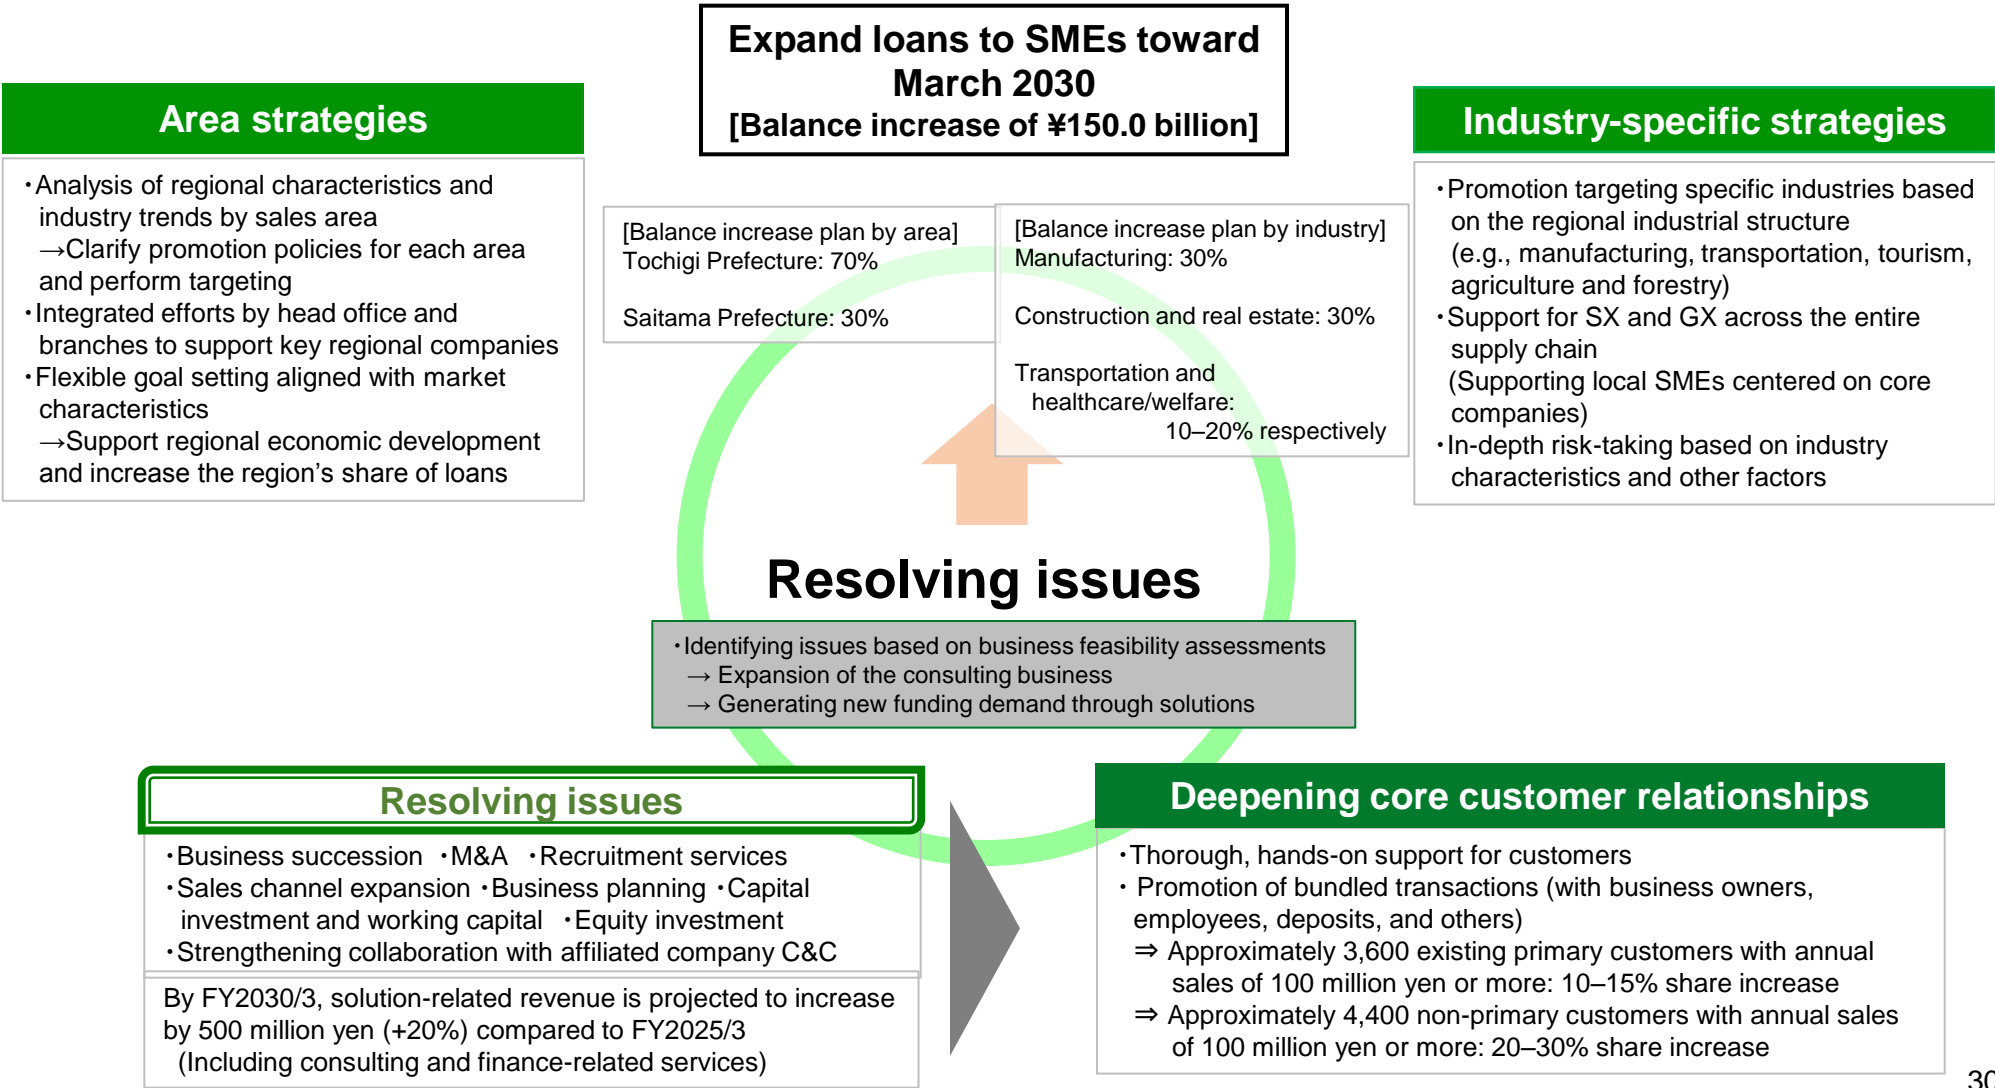 Expand loans to SMEs toward
March 2030
[Balance increase of ¥150.0 billion]
Area strategies
・Analysis of regional characteristics and
industry trends by sales area
→Clarify promotion policies for each area
and perform targeting
・Integrated efforts by head office and
branches to support key regional companies
・Flexible goal setting aligned with market
characteristics
→Support regional economic development
and increase the region's share of loans
[Balance increase plan by area]
Tochigi Prefecture: 70%
Saitama Prefecture: 30%
[Balance increase plan by industry]
Manufacturing: 30%
Construction and real estate: 30%
Transportation and
healthcare/welfare:
10–20% respectively
Industry-specific strategies
・Promotion targeting specific industries based
on the regional industrial structure
(e.g., manufacturing, transportation, tourism,
agriculture and forestry)
・Support for SX and GX across the entire
supply chain
(Supporting local SMEs centered on core
companies)
・In-depth risk-taking based on industry
characteristics and other factors
Resolving issues
・Identifying issues based on business feasibility assessments
→ Expansion of the consulting business
→ Generating new funding demand through solutions
Resolving issues
・Business succession ・M&A ・Recruitment services
・Sales channel expansion ・Business planning ・Capital
investment and working capital ・Equity investment
・Strengthening collaboration with affiliated company C&C
By FY2030/3, solution-related revenue is projected to increase
by 500 million yen (+20%) compared to FY2025/3
(Including consulting and finance-related services)
Deepening core customer relationships
・Thorough, hands-on support for customers
・ Promotion of bundled transactions (with business owners,
employees, deposits, and others)
⇒ Approximately 3,600 existing primary customers with annual
sales of 100 million yen or more: 10–15% share increase
⇒ Approximately 4,400 non-primary customers with annual sales
of 100 million yen or more: 20–30% share increase
30